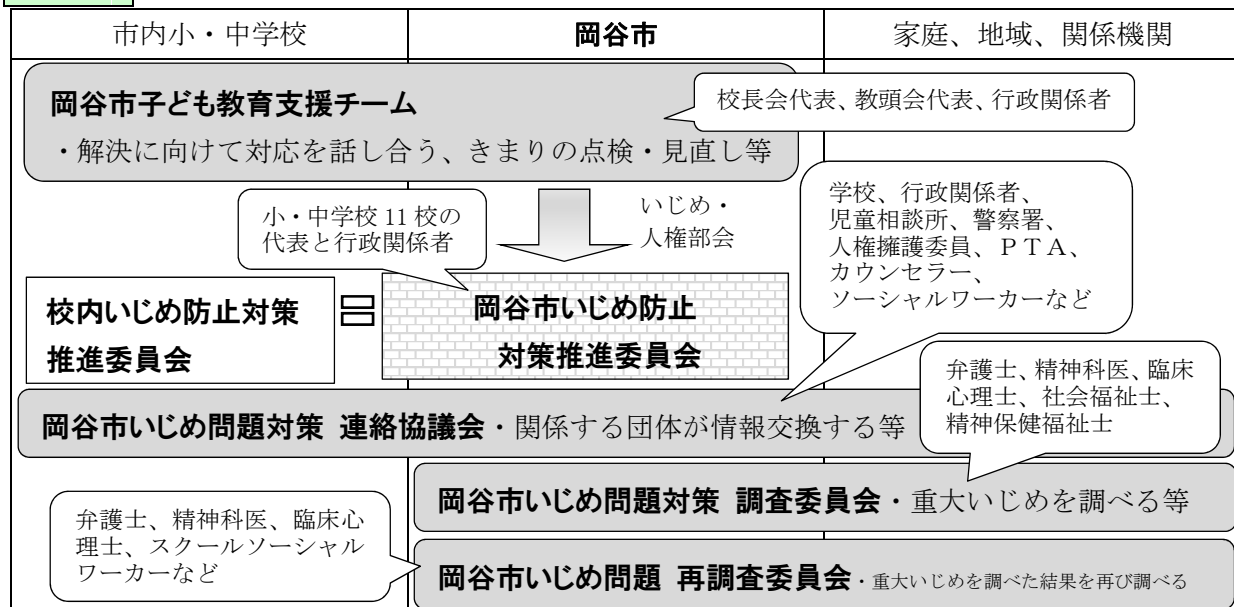 市内小・中学校
岡谷市
家庭、地域、関係機関
岡谷市子ども教育支援チーム
・解決に向けて対応を話し合う、きまりの点検・見直し等
校長会代表、教頭会代表、行政関係者
小・中学校11校の
代表と行政関係者
いじめ・
人権部会
学校、行政関係者、
児童相談所、警察署、
人権擁護委員、ＰＴＡ、
カウンセラー、
ソーシャルワーカーなど
校内いじめ防止対策
推進委員会
岡谷市いじめ防止
対策推進委員会
弁護士、精神科医、臨床
心理士、社会福祉士、
精神保健福祉士
岡谷市いじめ問題対策 連絡協議会・関係する団体が情報交換する等
岡谷市いじめ問題対策 調査委員会・重大いじめを調べる等
弁護士、精神科医、臨床心
理士、スクールソーシャル
ワーカーなど
岡谷市いじめ問題 再調査委員会・重大いじめを調べた結果を再び調べる